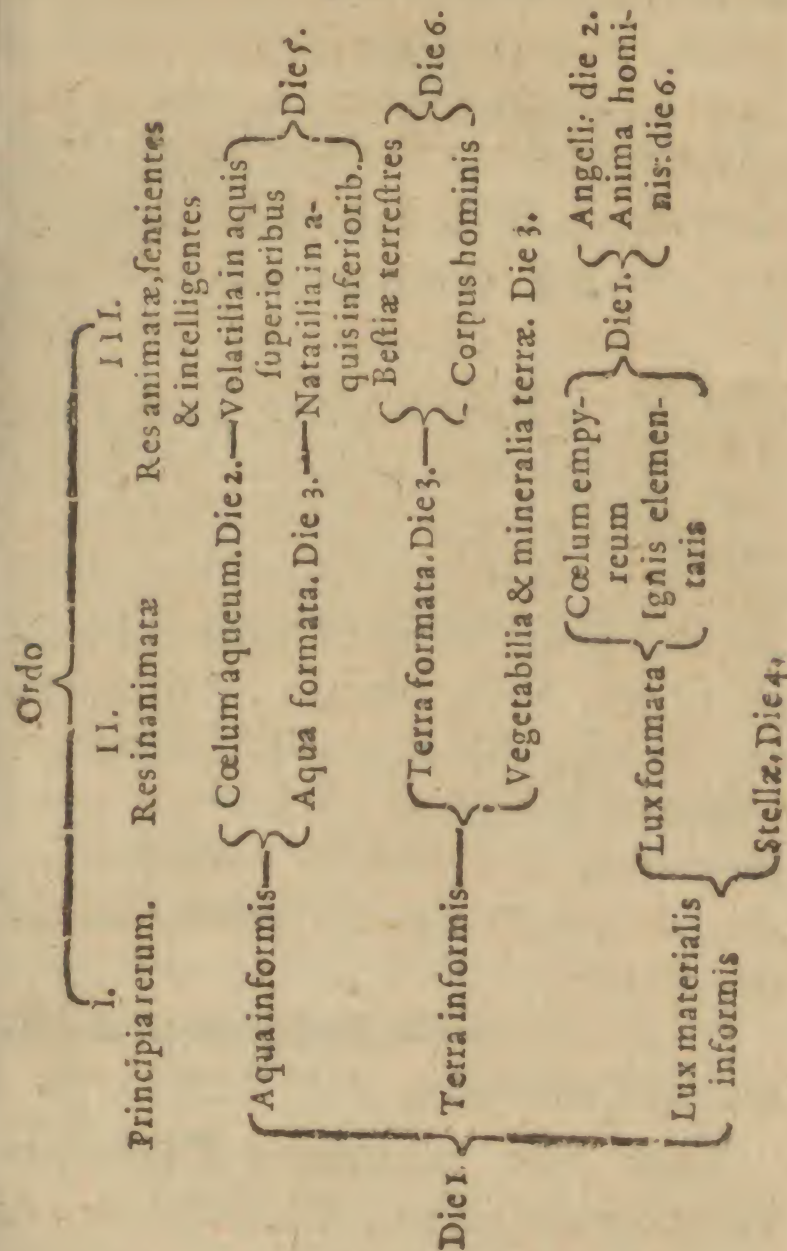 Ordo
I.
Principia rerum.
II.
Res inanimatæ
III.
Res animatæ, ſentientes
& intelligentes
Die 1.
Aqua informis
Cœlum aqueum. Die 2.—Volatilia in aquis
ſuperioribus
Aqua formata. Die 3.—Natatilia in a-
quis inferiorib.
Die 5.
Terra informis
Terra formata. Die 3.
Beſtiæ terreſtres
Corpus hominis
Die 6.
Vegetabilia & mineralia terræ. Die 3.
Lux materialis
informis
Lux formata
Cœlum empy-
reum
Ignis elemen-
taris
Die 1.
Angeli: die 2.
Anima homi-
nis: die 6.
Stellæ, Die 4.